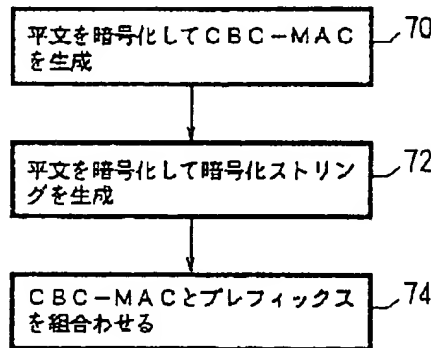 平文を暗号化してCBC-MAC
を生成
70
平文を暗号化して暗号化ストリン
グを生成
72
CBC-MACとプレフィックス
を組合わせる
74